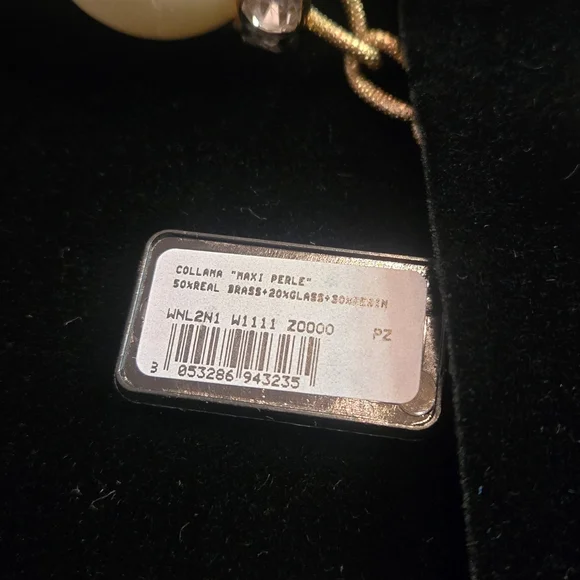 COLLANA "MAXI PERLE"
50%REAL BRASS+20%GLASS+30%RESIN
WNL2N1 W1111 Z0000 PZ
3 053286 943235